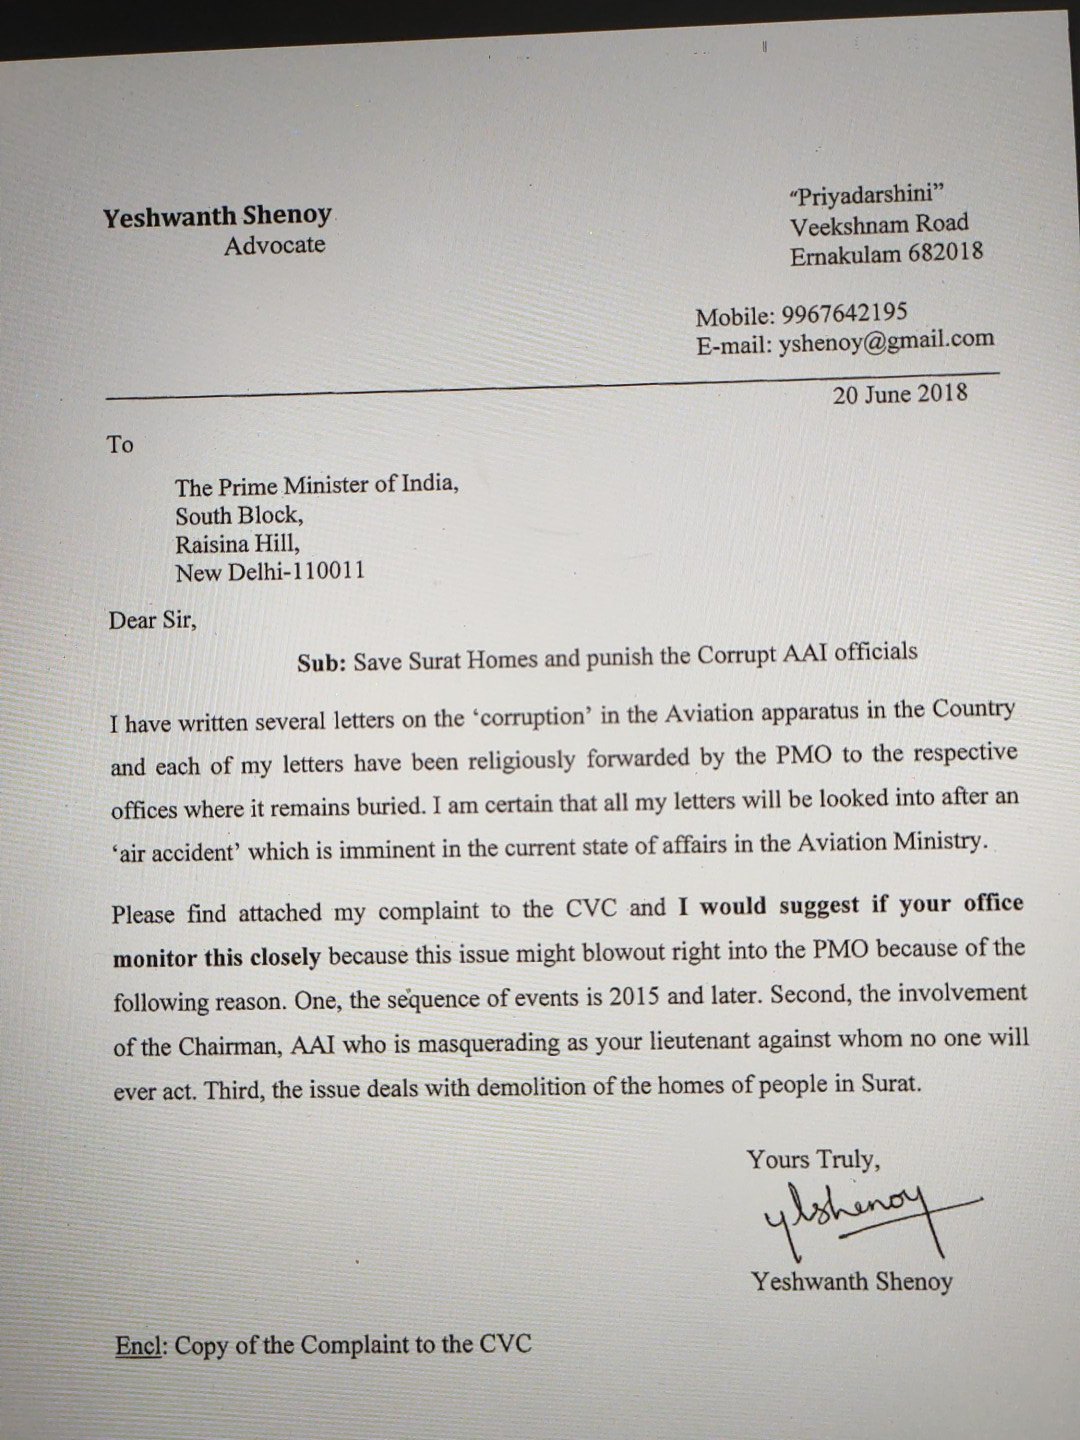 Yeshwanth Shenoy
Advocate
“Priyadarshini”
Veekshnam Road
Ernakulam 682018
Mobile: 9967642195
E-mail: yshenoy@gmail.com
20 June 2018
To
The Prime Minister of India,
South Block,
Raisina Hill,
New Delhi-110011
Dear Sir,
Sub: Save Surat Homes and punish the Corrupt AAI officials
I have written several letters on the ‘corruption’ in the Aviation apparatus in the Country
and each of my letters have been religiously forwarded by the PMO to the respective
offices where it remains buried. I am certain that all my letters will be looked into after an
‘air accident’ which is imminent in the current state of affairs in the Aviation Ministry.
Please find attached my complaint to the CVC and I would suggest if your office
monitor this closely because this issue might blowout right into the PMO because of the
following reason. One, the sequence of events is 2015 and later. Second, the involvement
of the Chairman, AAI who is masquerading as your lieutenant against whom no one will
ever act. Third, the issue deals with demolition of the homes of people in Surat.
Yours Truly,
ylshenoy
Yeshwanth Shenoy
Encl: Copy of the Complaint to the CVC